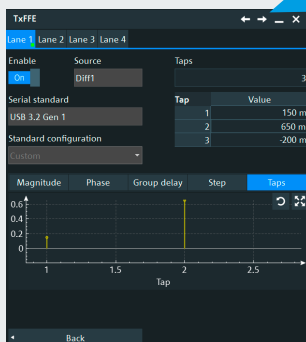 TxFFE
Lane 1 Lane 2 Lane 3 Lane 4
Enable Source Taps
On Diff1 3
Serial standard
USB 3.2 Gen 1
Tap Value
1 150 m
2 650 m
3 -200 m
Standard configuration
Custom
Magnitude Phase Group delay Step Taps
0.6
0.4
0.2
0
1 1.5 2 2.5
Tap
Back